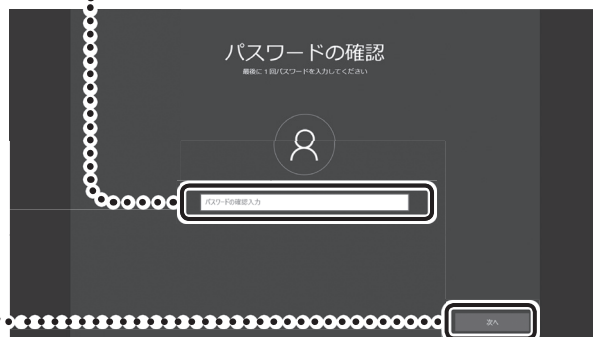 パスワードの確認
最後に1回パスワードを入力してください
パスワードの確認入力
次へ